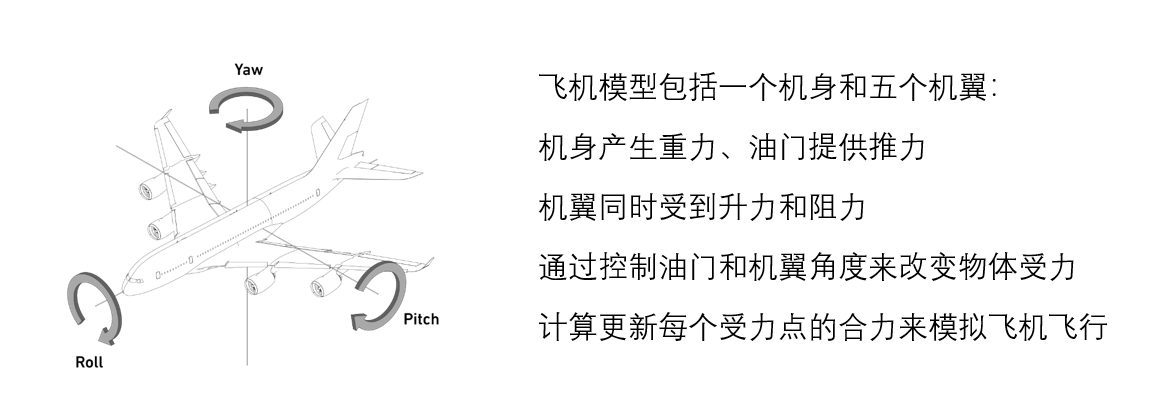 Yaw
Pitch
Roll
飞机模型包括一个机身和五个机翼：
机身产生重力、油门提供推力
机翼同时受到升力和阻力
通过控制油门和机翼角度来改变物体受力
计算更新每个受力点的合力来模拟飞机飞行